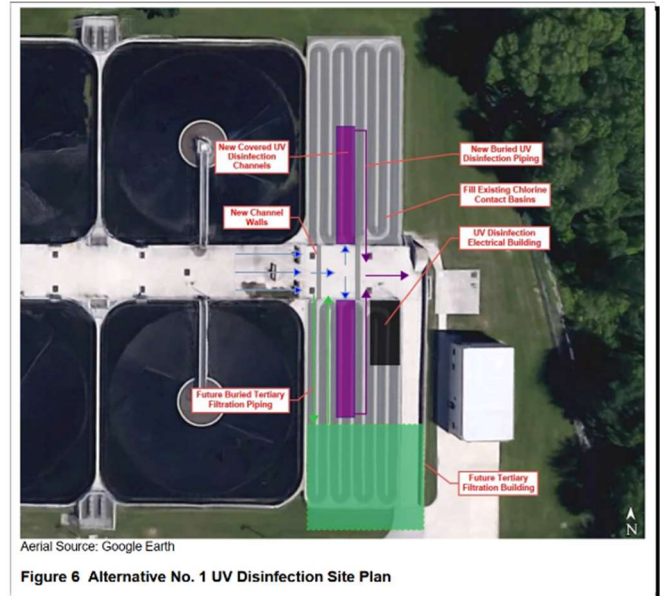 New Covered UV
Disinfection
Channels
New Buried UV
Disinfection Piping
Fill Existing Chlorine
Contact Basins
New Channel
Walls
UV Disinfection
Electrical Building
Future Buried Tertiary
Filtration Piping
Future Tertiary
Filtration Building
N
Aerial Source: Google Earth
Figure 6 Alternative No. 1 UV Disinfection Site Plan